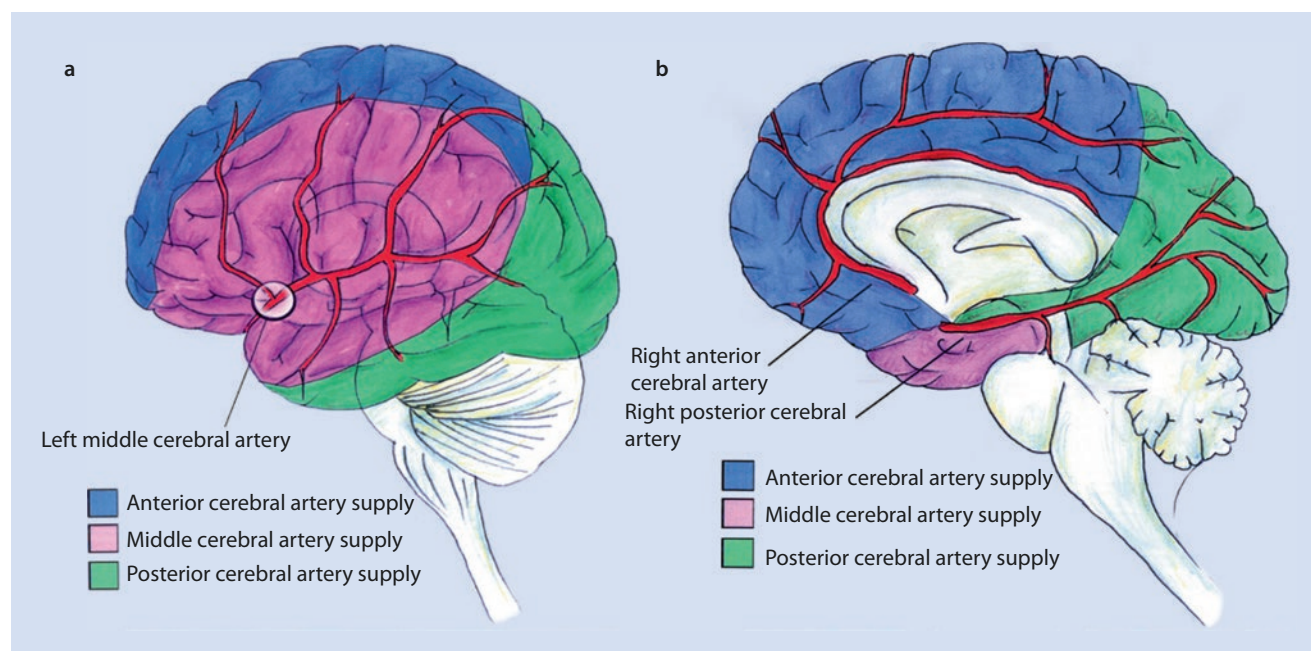 a
Left middle cerebral artery
Anterior cerebral artery supply
Middle cerebral artery supply
Posterior cerebral artery supply
b
Right anterior
cerebral artery
Right posterior cerebral
artery
Anterior cerebral artery supply
Middle cerebral artery supply
Posterior cerebral artery supply